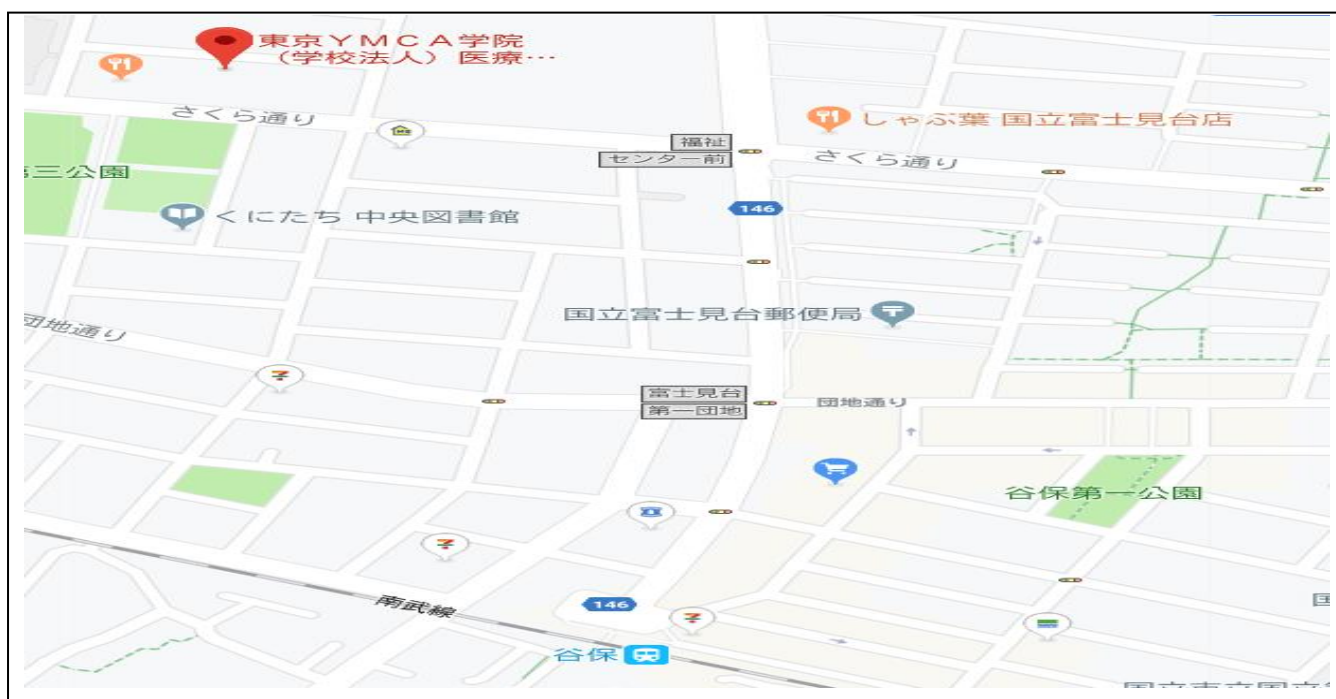 東京ＹＭＣＡ学院
（学校法人）医療…
さくら通り
福祉
センター前
しゃぶ葉 国立富士見台店
さくら通り
三公園
146
くにたち 中央図書館
国立富士見台郵便局
団地通り
富士見台
第一団地
団地通り
谷保第一公園
南武線
146
谷保